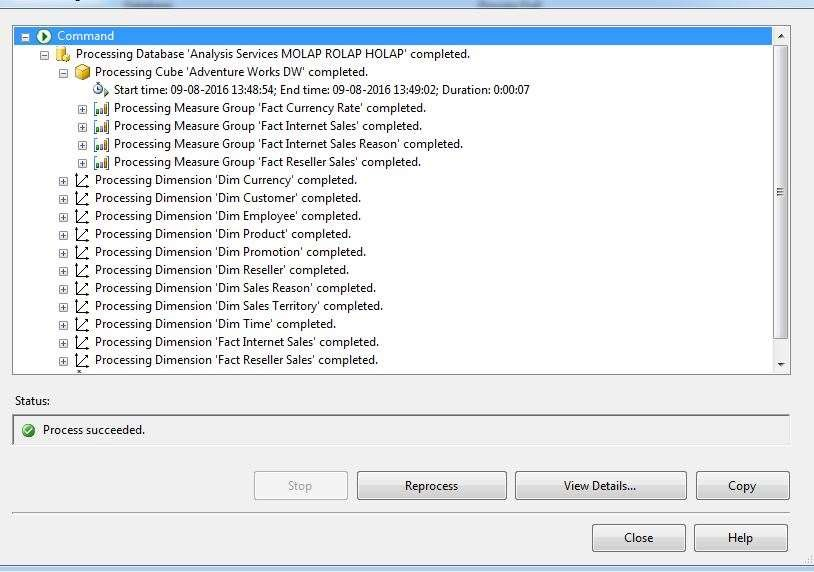 Command
Processing Database 'Analysis Services MOLAP ROLAP HOLAP' completed.
Processing Cube 'Adventure Works DW' completed.
Start time: 09-08-2016 13:48:54; End time: 09-08-2016 13:49:02; Duration: 0:00:07
Processing Measure Group 'Fact Currency Rate' completed.
Processing Measure Group 'Fact Internet Sales' completed.
Processing Measure Group 'Fact Internet Sales Reason' completed.
Processing Measure Group 'Fact Reseller Sales' completed.
Processing Dimension 'Dim Currency' completed.
Processing Dimension 'Dim Customer' completed.
Processing Dimension 'Dim Employee' completed.
Processing Dimension 'Dim Product' completed.
Processing Dimension 'Dim Promotion' completed.
Processing Dimension 'Dim Reseller' completed.
Processing Dimension 'Dim Sales Reason' completed.
Processing Dimension 'Dim Sales Territory' completed.
Processing Dimension 'Dim Time' completed.
Processing Dimension 'Fact Internet Sales' completed.
Processing Dimension 'Fact Reseller Sales' completed.
Status:
Process succeeded.
Stop Reprocess View Details... Copy
Close Help